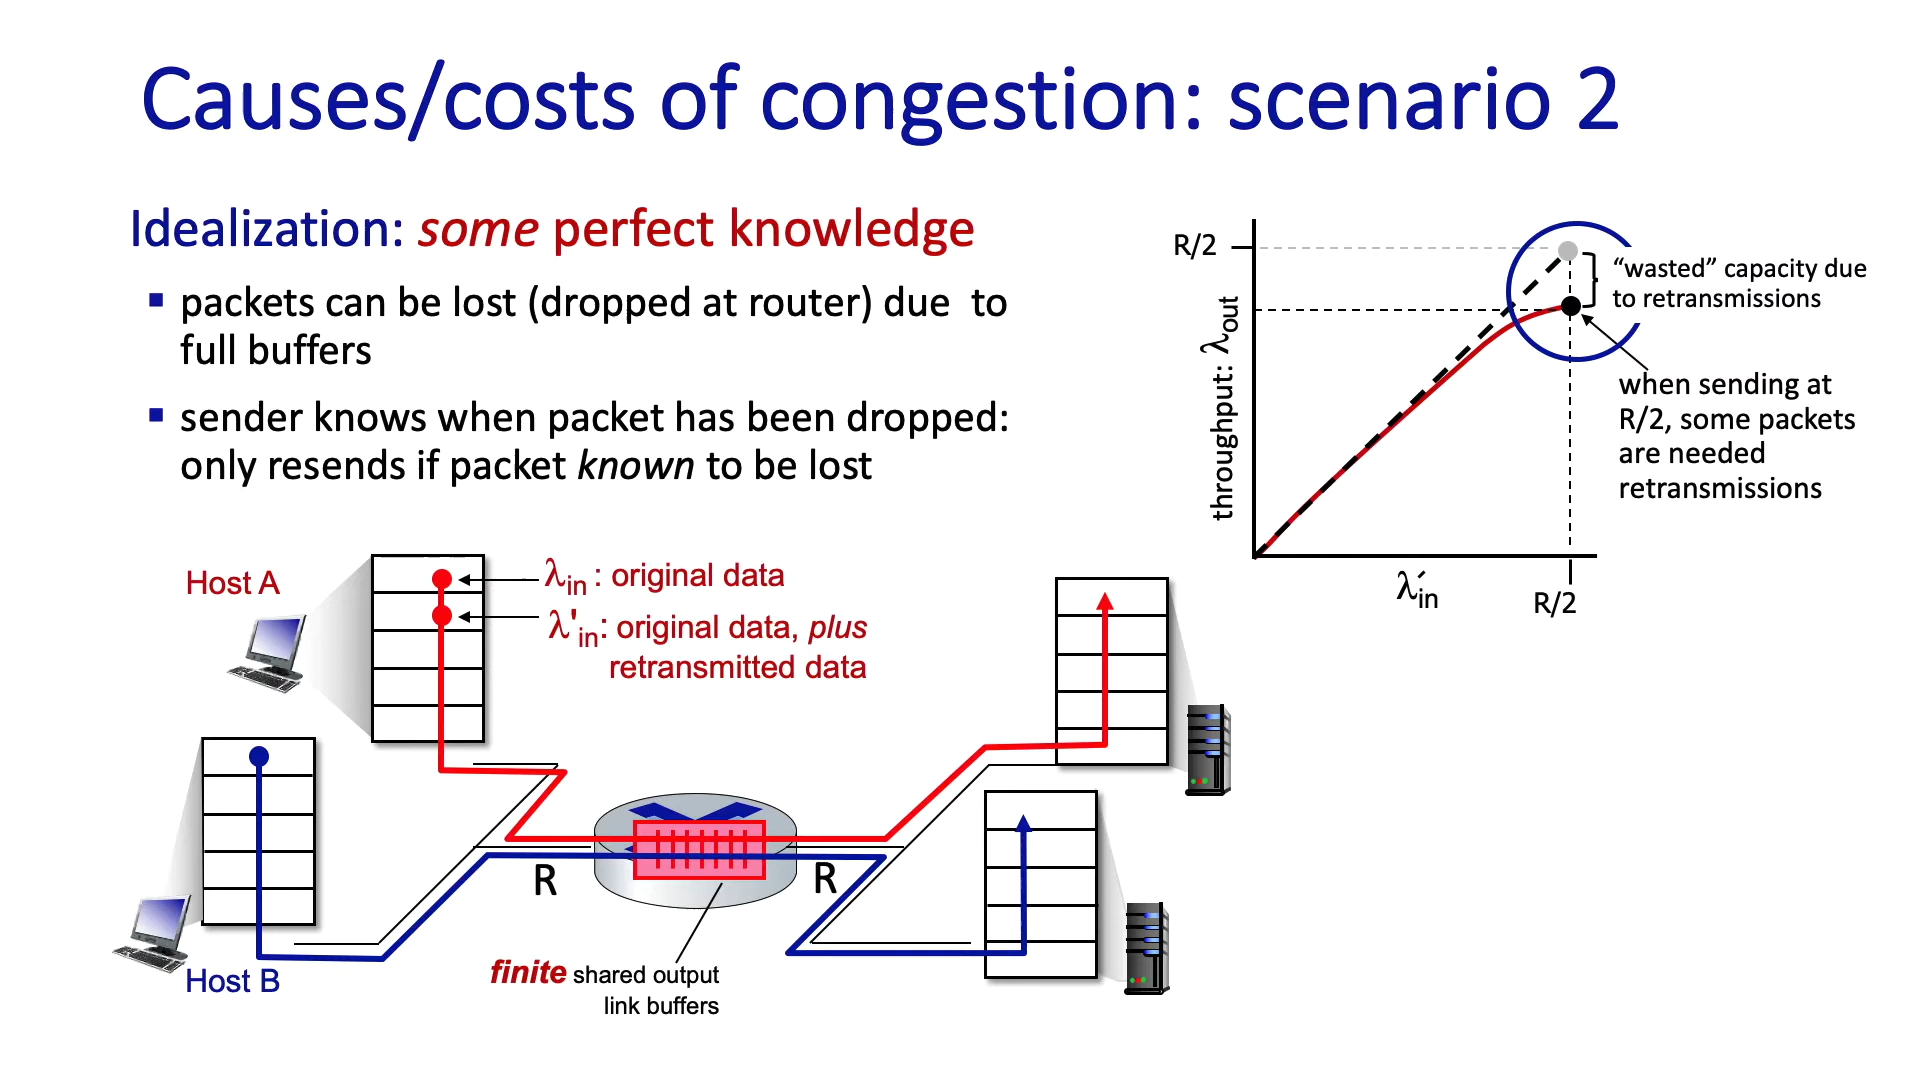 Causes/costs of congestion: scenario 2
Idealization: some perfect knowledge
▪ packets can be lost (dropped at router) due to
full buffers
▪ sender knows when packet has been dropped:
only resends if packet known to be lost
R/2
throughput: λout
"wasted" capacity due
to retransmissions
when sending at
R/2, some packets
are needed
retransmissions
λ′in
R/2
Host A
λin : original data
λ'in: original data, plus
retransmitted data
R
R
Host B
finite shared output
link buffers